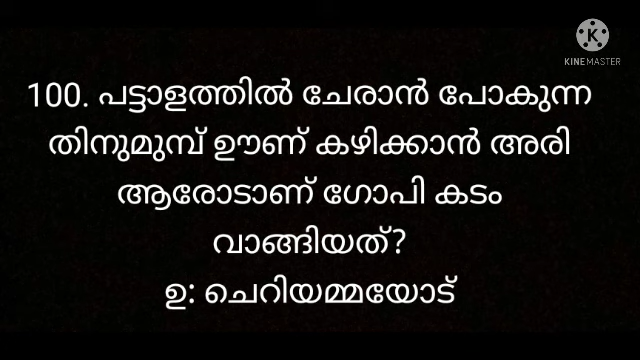 KINEMASTER
100. പട്ടാളത്തിൽ ചേരാൻ പോകുന്ന
തിനുമുമ്പ് ഊണ് കഴിക്കാൻ അരി
ആരോടാണ് ഗോപി കടം
വാങ്ങിയത്?
ഉ: ചെറിയമ്മയോട്